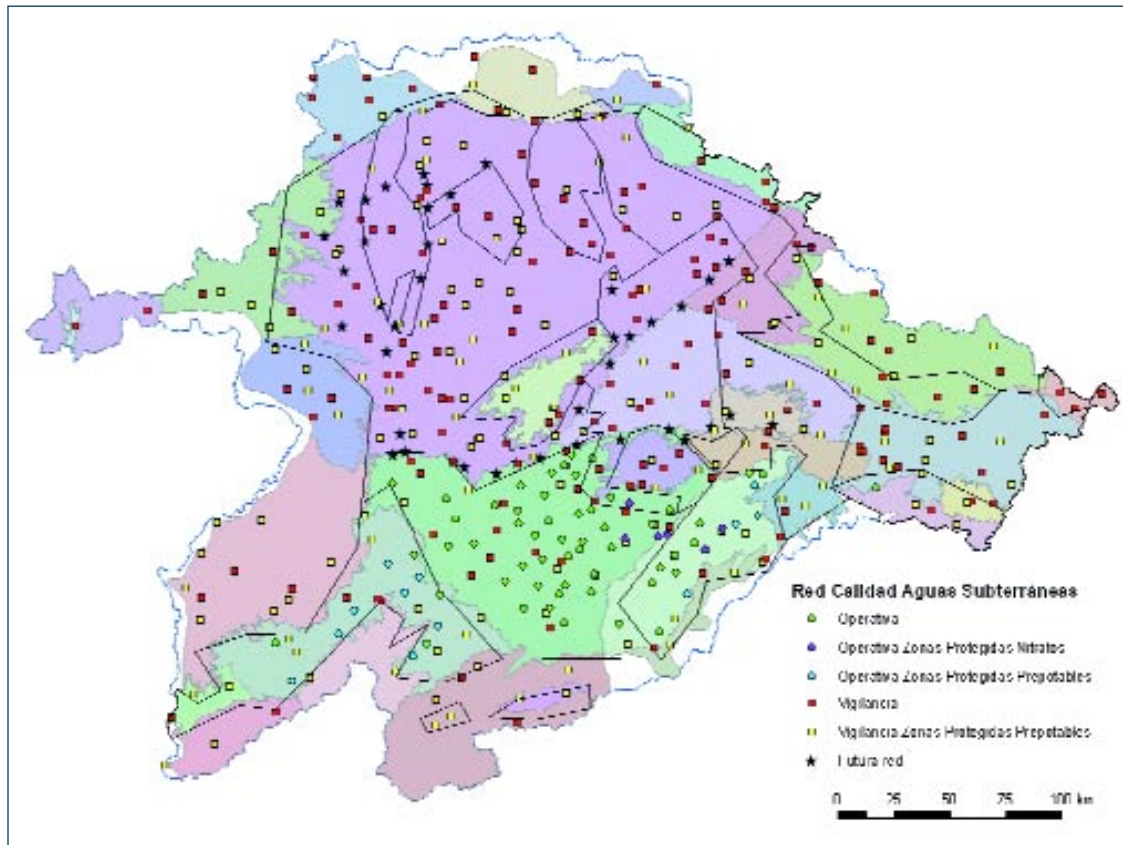 Red Calidad Aguas Subterráneas
Operativa
Operativa Zonas Protegidas Nitratos
Operativa Zonas Protegidas Prepotables
Vigilancia
Vigilancia Zonas Protegidas Prepotables
Futura red
0 25 50 75 100 km